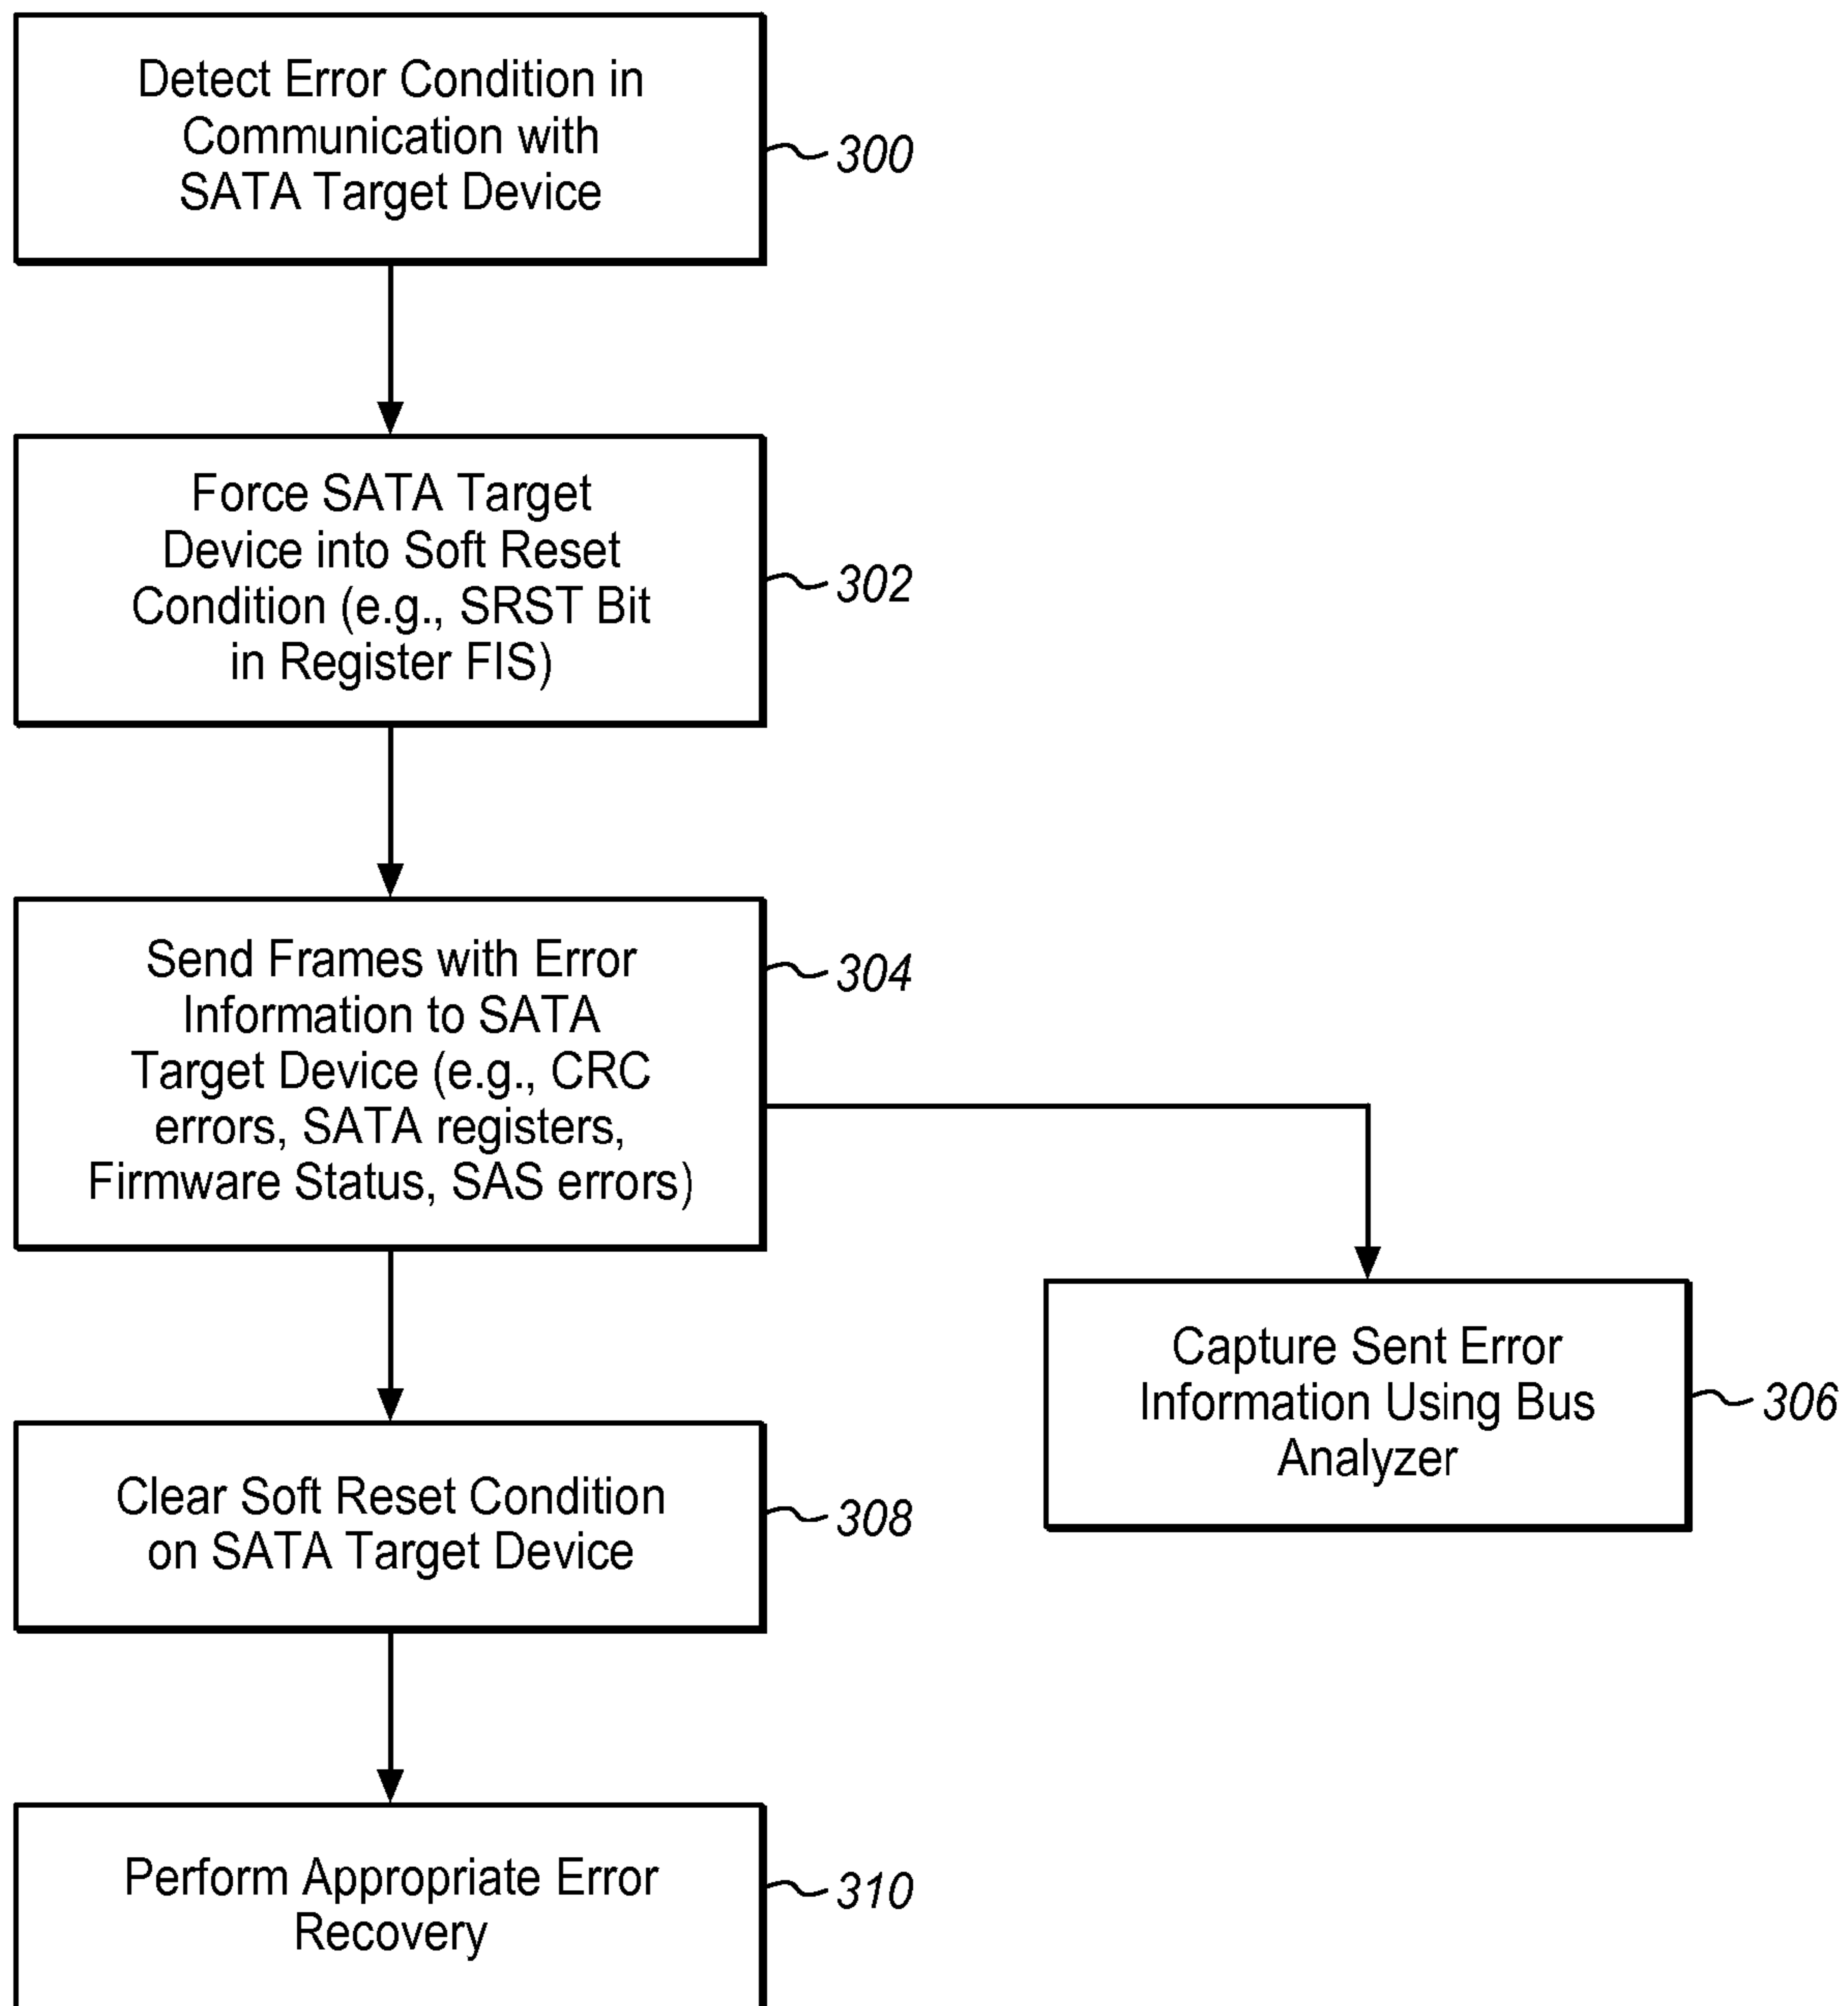 Detect Error Condition in
Communication with
SATA Target Device
300
Force SATA Target
Device into Soft Reset
Condition (e.g., SRST Bit
in Register FIS)
302
Send Frames with Error
Information to SATA
Target Device (e.g., CRC
errors, SATA registers,
Firmware Status, SAS errors)
304
Capture Sent Error
Information Using Bus
Analyzer
306
Clear Soft Reset Condition
on SATA Target Device
308
Perform Appropriate Error
Recovery
310